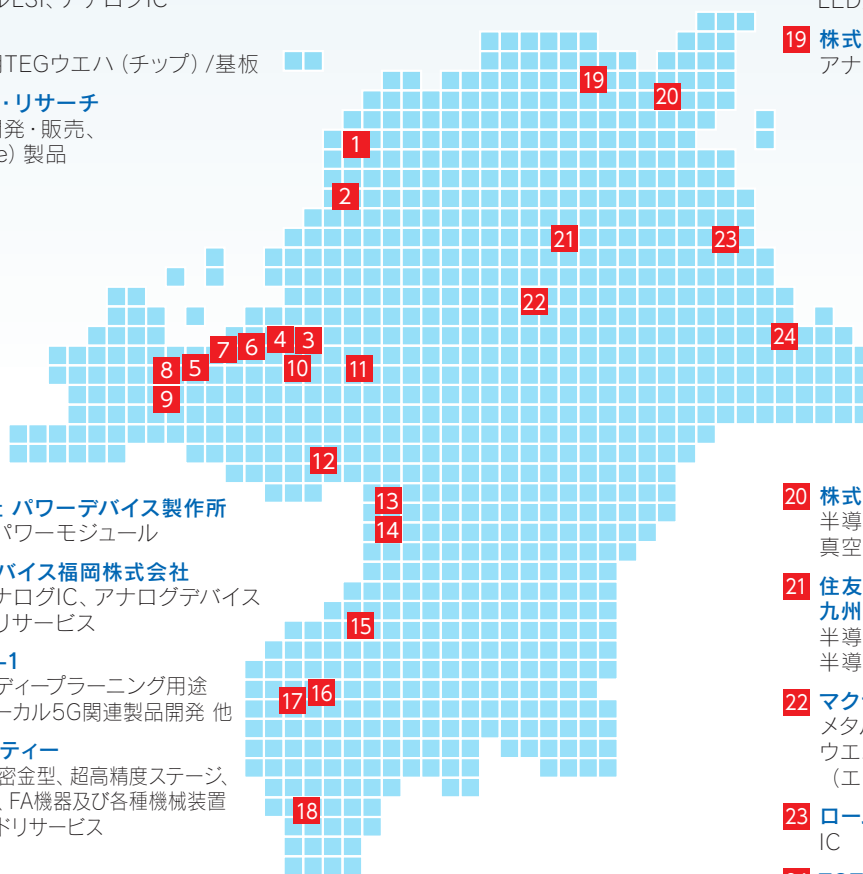 LSI、アナログIC
TEGウエハ（チップ）/基板
・リサーチ
発・販売、
e）製品
LED
19 株式
アナ
19
20
1
2
21
23
22
24
3
4
6
7
5
8
9
10
11
12
13
14
15
16
17
18
パワーデバイス製作所
パワーモジュール
バイス福岡株式会社
ナログIC、アナログデバイス
リサービス
-1
ディープラーニング用途
ーカル5G関連製品開発 他
ティー
密金型、超高精度ステージ、
、FA機器及び各種機械装置
ドリサービス
20 株式
半導
真空
21 住友
九州
半導
半導
22 マク
メタ
ウエ
（エ
23 ロー
IC